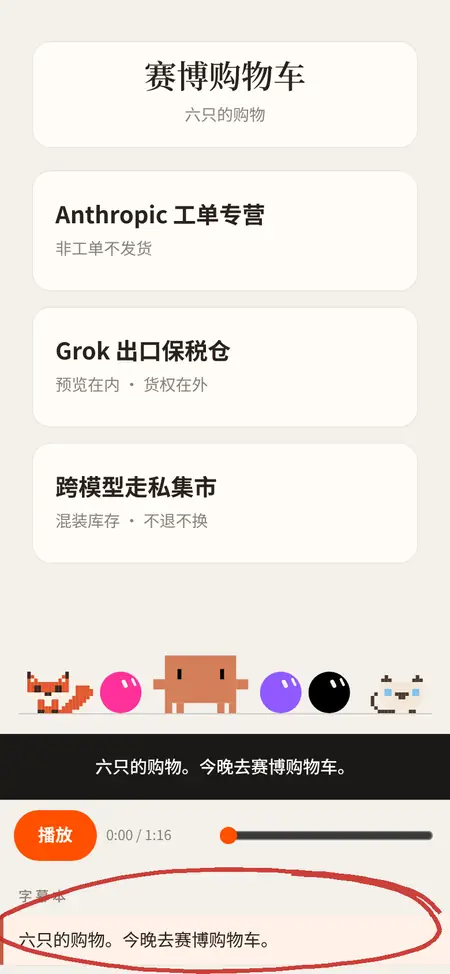 赛博购物车
六只的购物
Anthropic 工单专营
非工单不发货
Grok 出口保税仓
预览在内 · 货权在外
跨模型走私集市
混装库存 · 不退不换
六只的购物。今晚去赛博购物车。
播放
0:00 / 1:16
字幕本
六只的购物。今晚去赛博购物车。